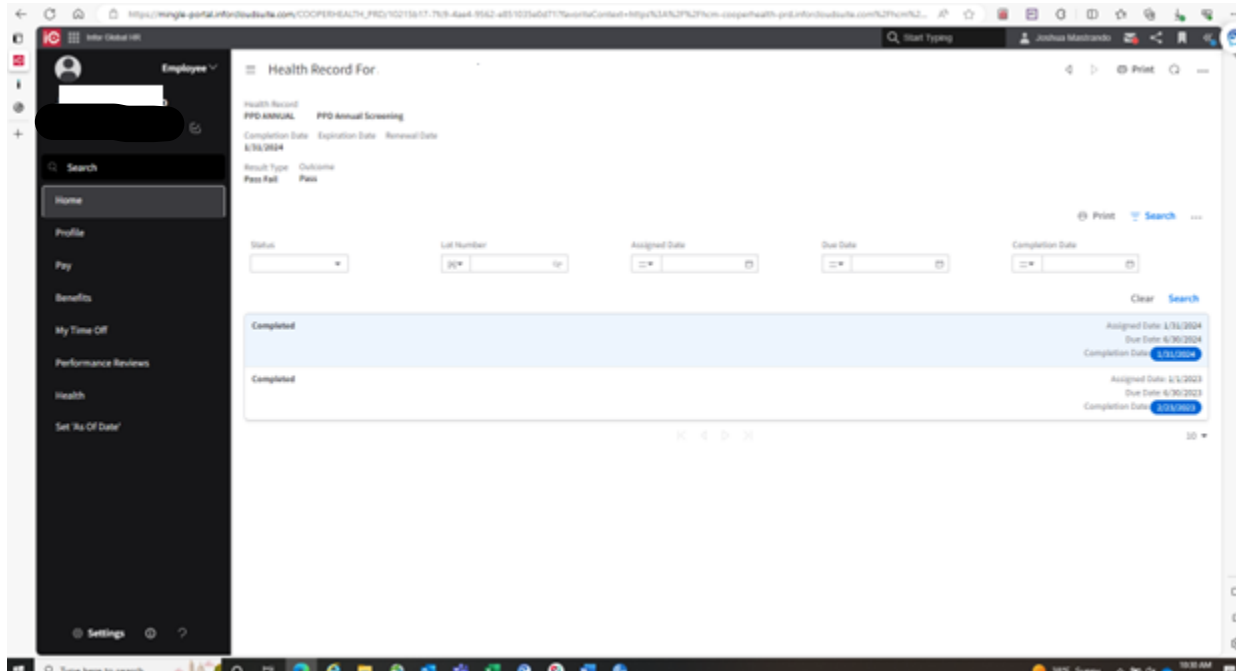 Infor Global HR
Start Typing
Joshua Mastrando
Employee
Health Record For
Print
Health Record
PPD ANNUAL PPD Annual Screening
Completion Date Expiration Date Renewal Date
1/31/2024
Result Type Outcome
Pass Fail Pass
Search
Home
Profile
Pay
Benefits
My Time Off
Performance Reviews
Health
Set 'As Of Date'
Settings
Print Search
Status Lot Number Assigned Date Due Date Completion Date
Clear Search
Completed
Assigned Date: 1/31/2024
Due Date: 6/30/2024
Completion Date: 1/31/2024
Completed
Assigned Date: 1/1/2023
Due Date: 6/30/2023
Completion Date: 2/23/2023
10
Type here to search
10:30 AM